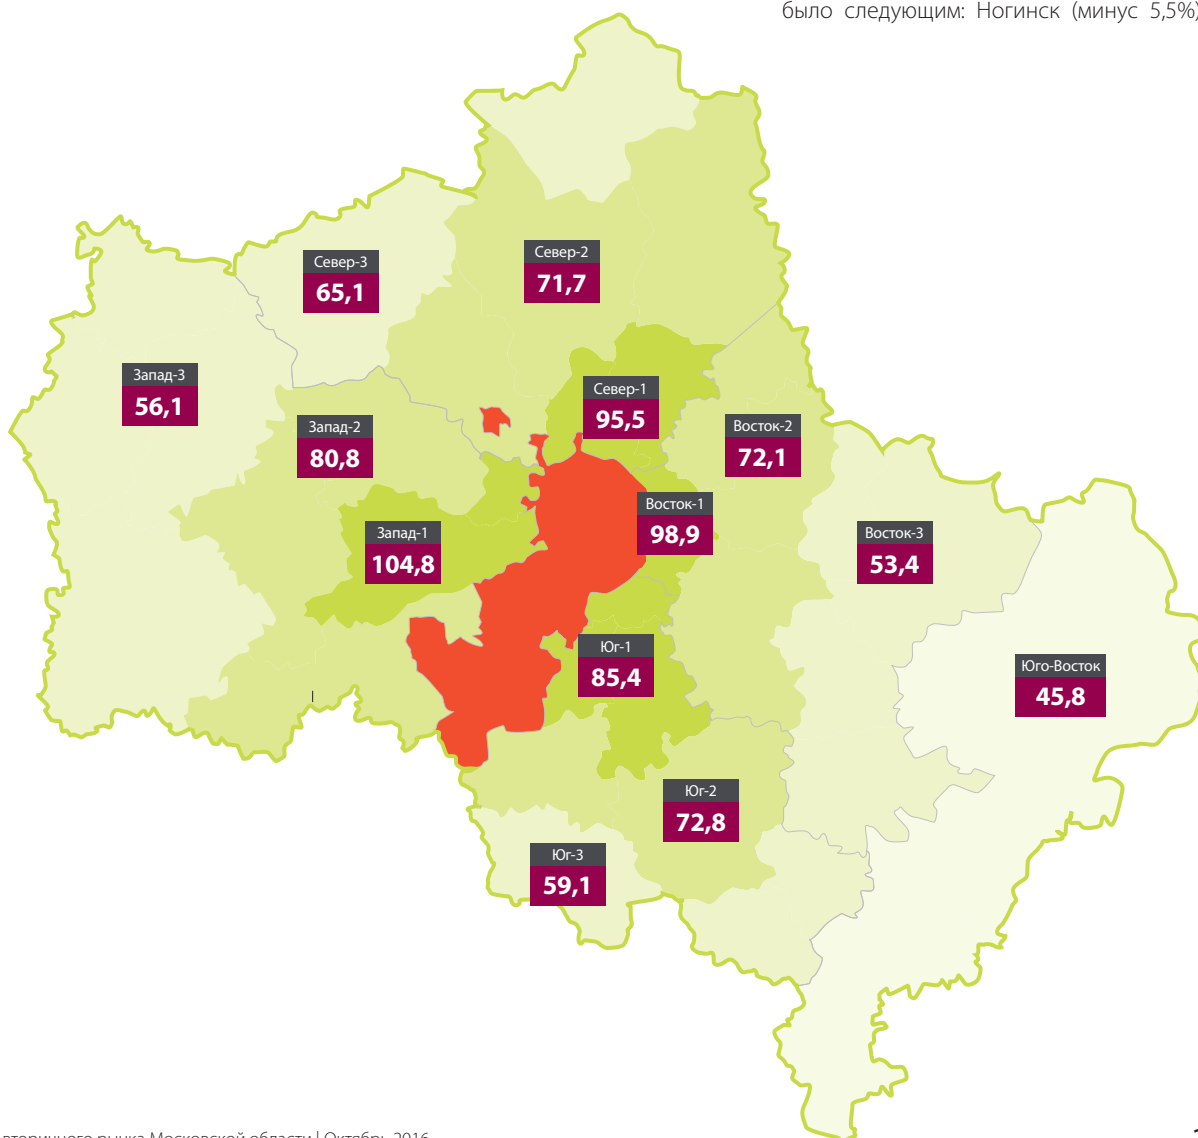 было следующим: Ногинск (минус 5,5%)
Север-2
71,7
Север-3
65,1
Запад-3
56,1
Север-1
95,5
Запад-2
80,8
Восток-2
72,1
Восток-1
98,9
Запад-1
104,8
Восток-3
53,4
Юг-1
85,4
Юго-Восток
45,8
Юг-2
72,8
Юг-3
59,1
вторичного рынка Московской области | Октябрь 2016